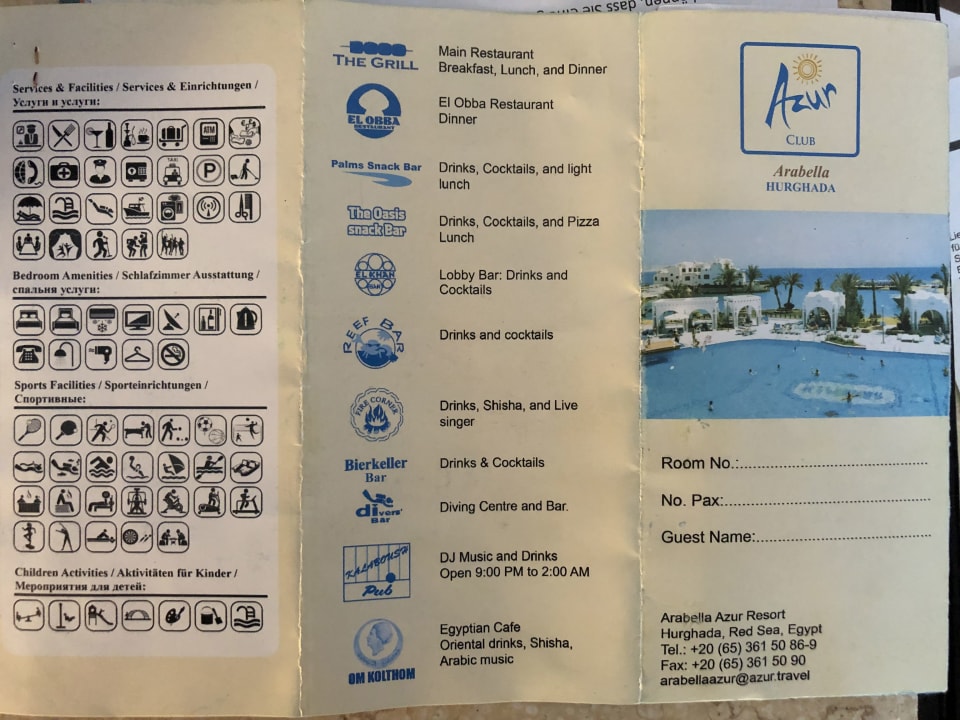 Services & Facilities / Services & Einrichtungen /
Услуги и услуги:
ATM
TAXI
P
Bedroom Amenities / Schlafzimmer Ausstattung /
спальня услуги:
Sports Facilities / Sporteinrichtungen /
Спортивные:
Children Activities / Aktivitäten für Kinder /
Мероприятия для детей:
THE GRILL
Main Restaurant
Breakfast, Lunch, and Dinner
EL OBBA
RESTAURANT
El Obba Restaurant
Dinner
Palms Snack Bar
Drinks, Cocktails, and light
lunch
The Oasis
snack Bar
Drinks, Cocktails, and Pizza
Lunch
EL KHAN
BAR
Lobby Bar: Drinks and
Cocktails
REEF BAR
Drinks and cocktails
FIRE CORNER
Drinks, Shisha, and Live
singer
Bierkeller
Bar
Drinks & Cocktails
divers'
BAR
Diving Centre and Bar.
KALABOUSH
Pub
DJ Music and Drinks
Open 9:00 PM to 2:00 AM
OM KOLTHOM
Egyptian Cafe
Oriental drinks, Shisha,
Arabic music
Azur
CLUB
Arabella
HURGHADA
Room No.:
No. Pax:
Guest Name:
Arabella Azur Resort
Hurghada, Red Sea, Egypt
Tel.: +20 (65) 361 50 86-9
Fax: +20 (65) 361 50 90
arabellaazur@azur.travel